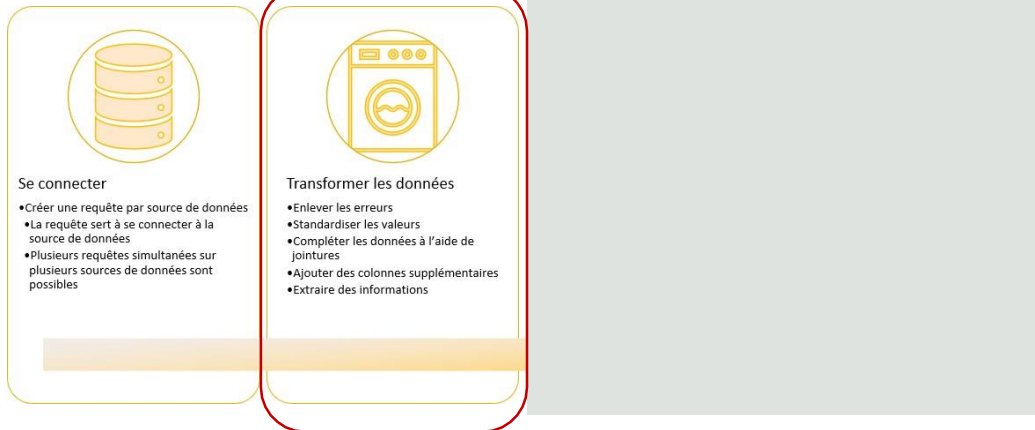 Se connecter
•Créer une requête par source de données
•La requête sert à se connecter à la
source de données
•Plusieurs requêtes simultanées sur
plusieurs sources de données sont
possibles
Transformer les données
•Enlever les erreurs
•Standardiser les valeurs
•Compléter les données à l'aide de
jointures
•Ajouter des colonnes supplémentaires
•Extraire des informations